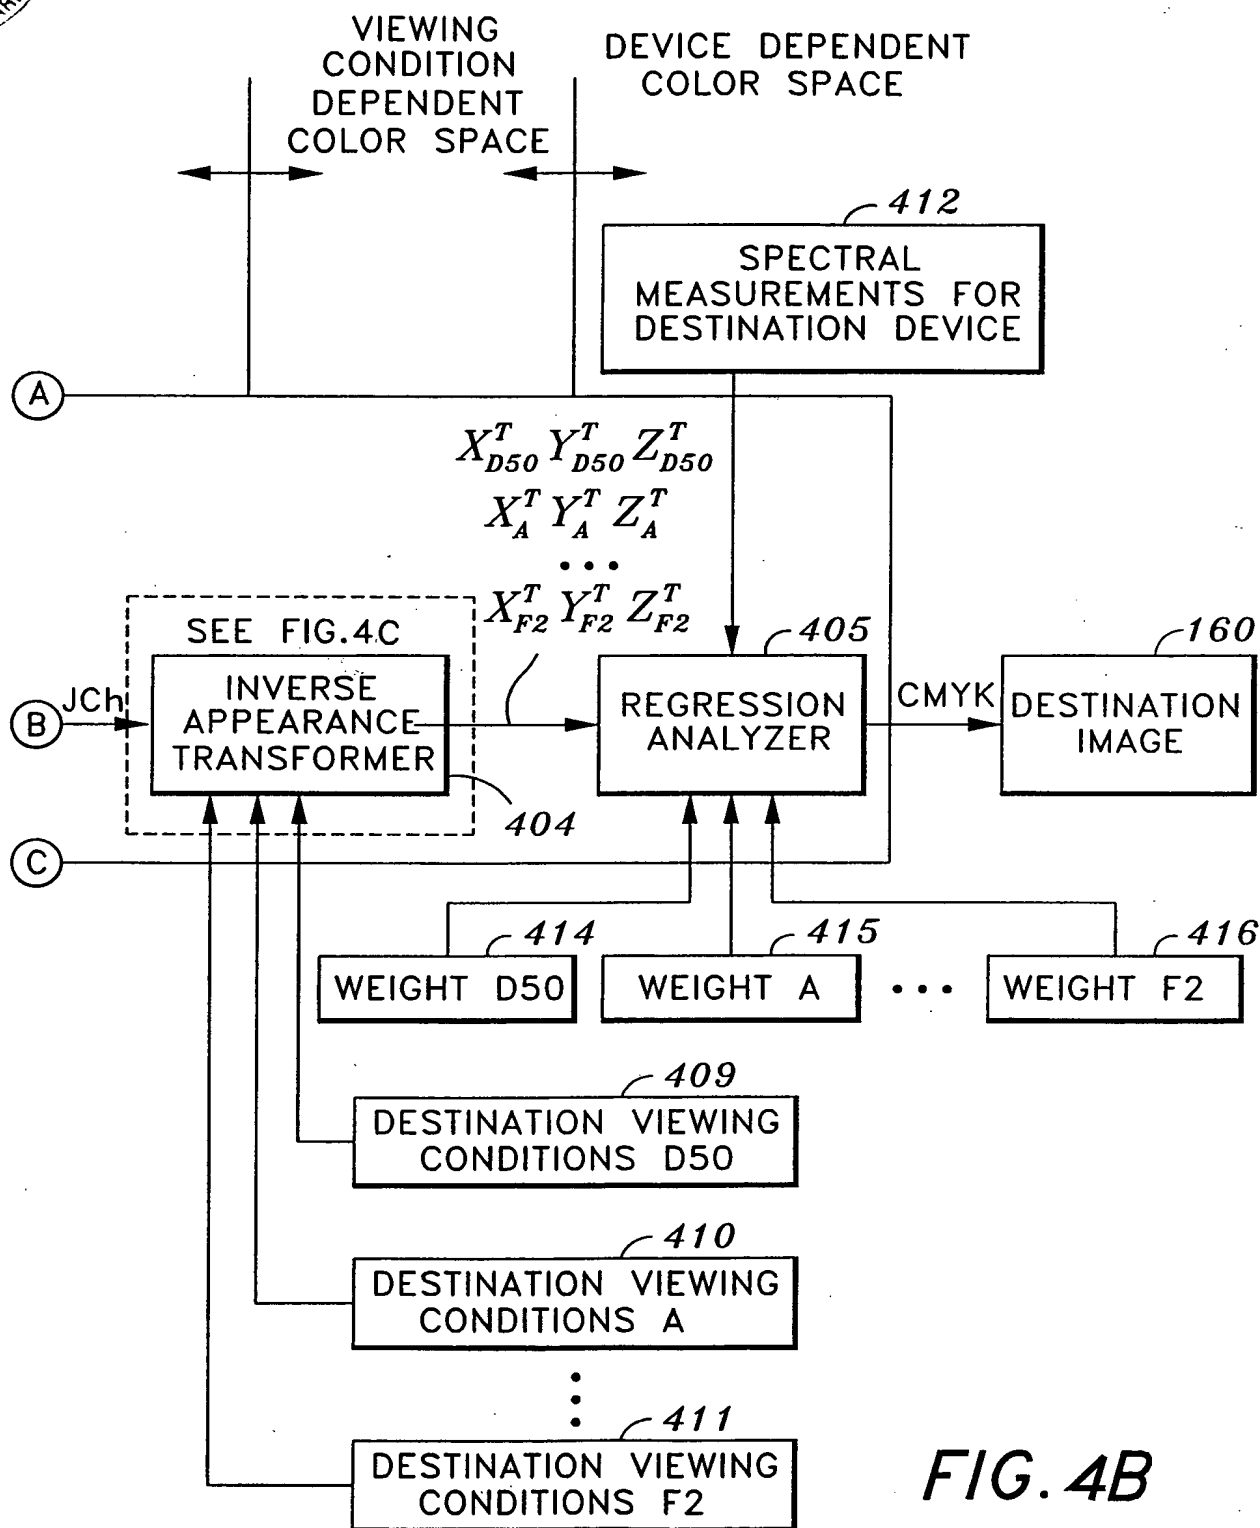 VIEWING
CONDITION
DEPENDENT
COLOR SPACE
DEVICE DEPENDENT
COLOR SPACE
412
SPECTRAL
MEASUREMENTS FOR
DESTINATION DEVICE
A
X^T_D50 Y^T_D50 Z^T_D50
X^T_A Y^T_A Z^T_A
•••
X^T_F2 Y^T_F2 Z^T_F2
SEE FIG.4C
405
160
B
JCh
INVERSE
APPEARANCE
TRANSFORMER
REGRESSION
ANALYZER
CMYK
DESTINATION
IMAGE
404
C
414
415
416
WEIGHT D50
WEIGHT A
•••
WEIGHT F2
409
DESTINATION VIEWING
CONDITIONS D50
410
DESTINATION VIEWING
CONDITIONS A
411
DESTINATION VIEWING
CONDITIONS F2
FIG. 4B